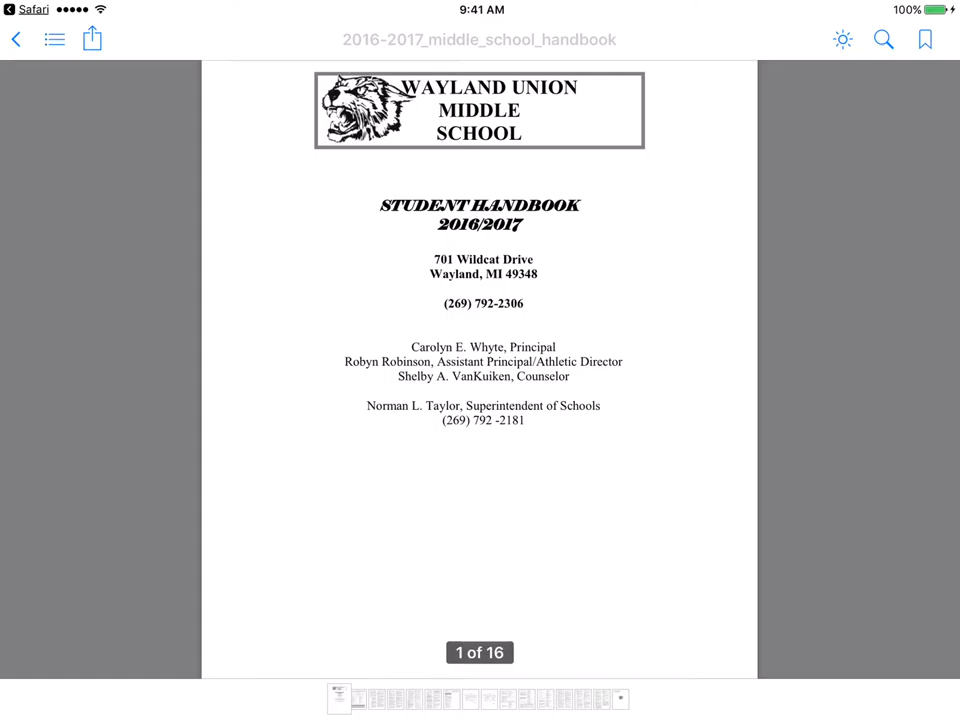 Safari
9:41 AM
100%
2016-2017_middle_school_handbook
WAYLAND UNION
MIDDLE
SCHOOL
STUDENT HANDBOOK
2016/2017
701 Wildcat Drive
Wayland, MI 49348
(269) 792-2306
Carolyn E. Whyte, Principal
Robyn Robinson, Assistant Principal/Athletic Director
Shelby A. VanKuiken, Counselor
Norman L. Taylor, Superintendent of Schools
(269) 792 -2181
1 of 16